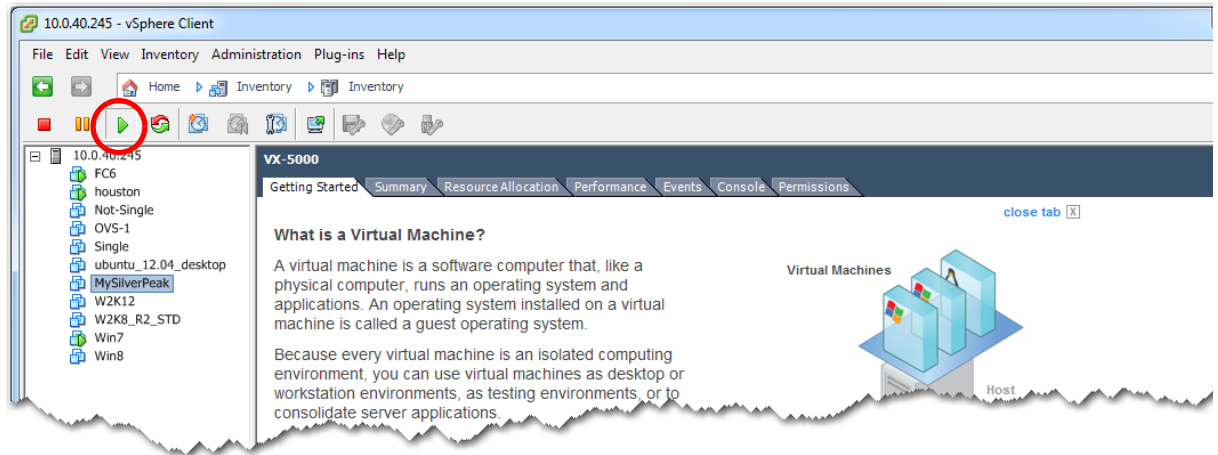 10.0.40.245 - vSphere Client
File Edit View Inventory Administration Plug-ins Help
Home Inventory Inventory
10.0.40.245
FC6
houston
Not-Single
OVS-1
Single
ubuntu_12.04_desktop
MySilverPeak
W2K12
W2K8_R2_STD
Win7
Win8
VX-5000
Getting Started Summary Resource Allocation Performance Events Console Permissions
close tab X
What is a Virtual Machine?
A virtual machine is a software computer that, like a
physical computer, runs an operating system and
applications. An operating system installed on a virtual
machine is called a guest operating system.
Because every virtual machine is an isolated computing
environment, you can use virtual machines as desktop or
workstation environments, as testing environments, or to
consolidate server applications.
Virtual Machines
Host